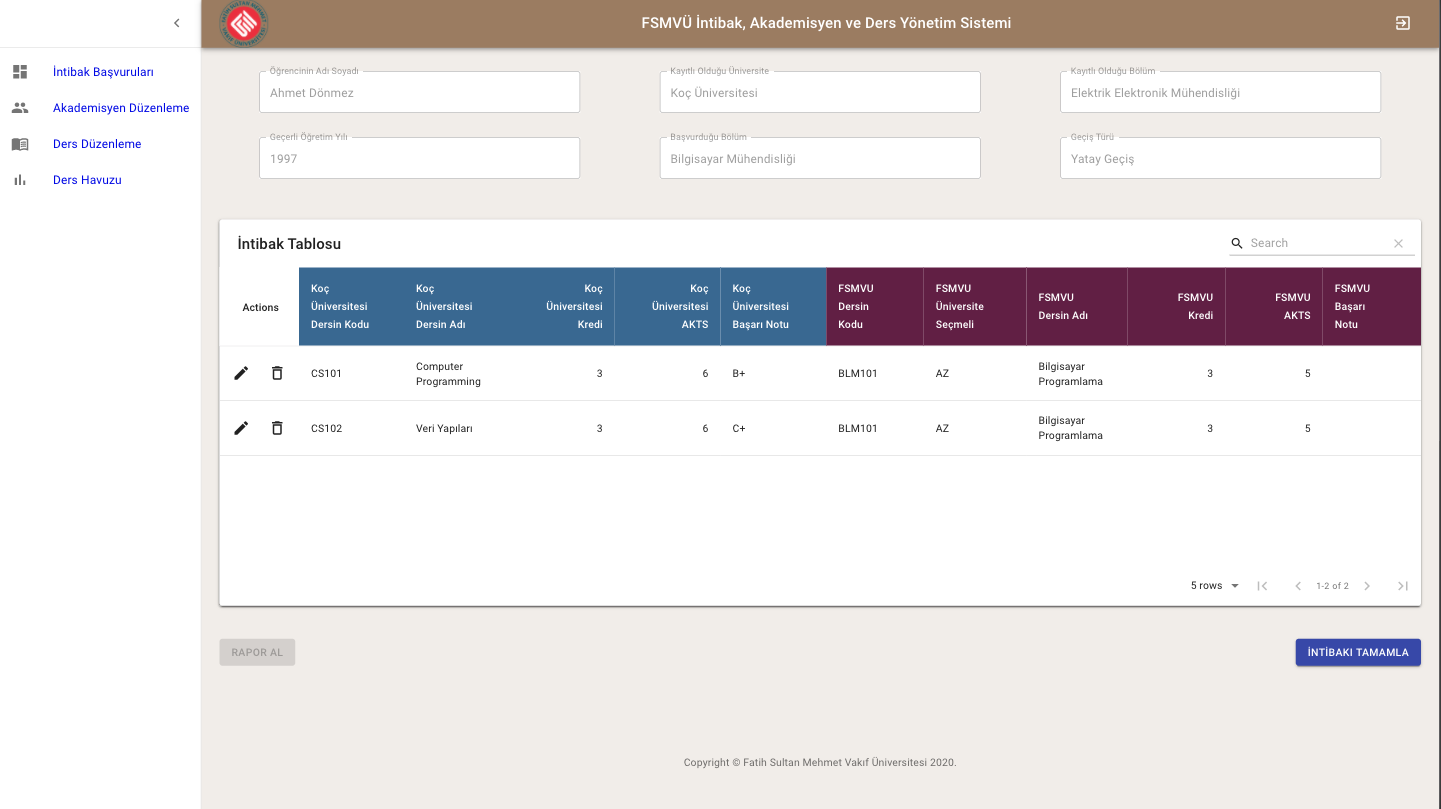 FSMVÜ İntibak, Akademisyen ve Ders Yönetim Sistemi
İntibak Başvuruları
Akademisyen Düzenleme
Ders Düzenleme
Ders Havuzu
Öğrencinin Adı Soyadı
Ahmet Dönmez
Kayıtlı Olduğu Üniversite
Koç Üniversitesi
Kayıtlı Olduğu Bölüm
Elektrik Elektronik Mühendisliği
Geçerli Öğretim Yılı
1997
Başvurduğu Bölüm
Bilgisayar Mühendisliği
Geçiş Türü
Yatay Geçiş
İntibak Tablosu
Search
Actions
Koç
Üniversitesi
Dersin Kodu
Koç
Üniversitesi
Dersin Adı
Koç
Üniversitesi
Kredi
Koç
Üniversitesi
AKTS
Koç
Üniversitesi
Başarı Notu
FSMVU
Dersin
Kodu
FSMVU
Üniversite
Seçmeli
FSMVU
Dersin Adı
FSMVU
Kredi
FSMVU
AKTS
FSMVU
Başarı
Notu
CS101
Computer
Programming
3
6
B+
BLM101
AZ
Bilgisayar
Programlama
3
5
CS102
Veri Yapıları
3
6
C+
BLM101
AZ
Bilgisayar
Programlama
3
5
5 rows
1-2 of 2
RAPOR AL
İNTİBAKI TAMAMLA
Copyright © Fatih Sultan Mehmet Vakıf Üniversitesi 2020.